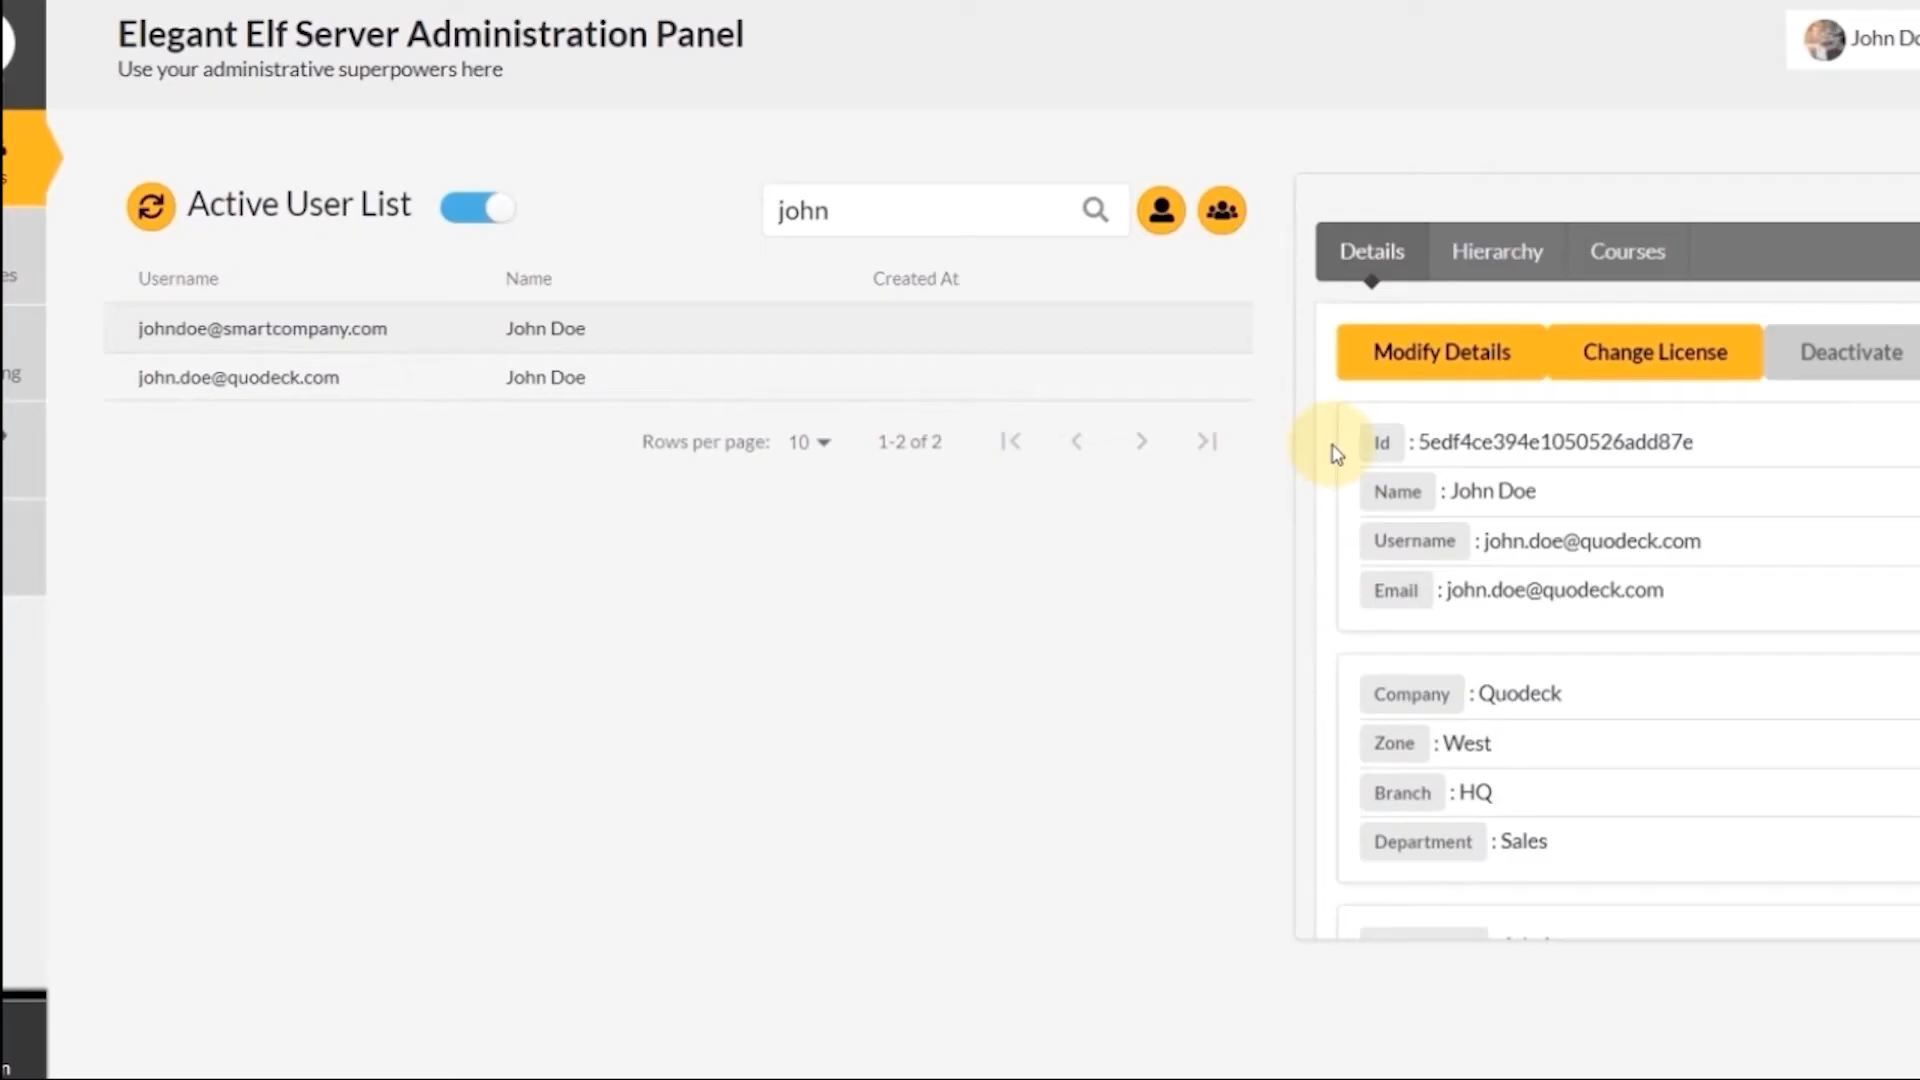 Elegant Elf Server Administration Panel
Use your administrative superpowers here
John Do
Active User List
john
Username Name Created At
johndoe@smartcompany.com John Doe
john.doe@quodeck.com John Doe
Rows per page: 10 1-2 of 2
Details Hierarchy Courses
Modify Details Change License Deactivate
Id : 5edf4ce394e1050526add87e
Name : John Doe
Username : john.doe@quodeck.com
Email : john.doe@quodeck.com
Company : Quodeck
Zone : West
Branch : HQ
Department : Sales